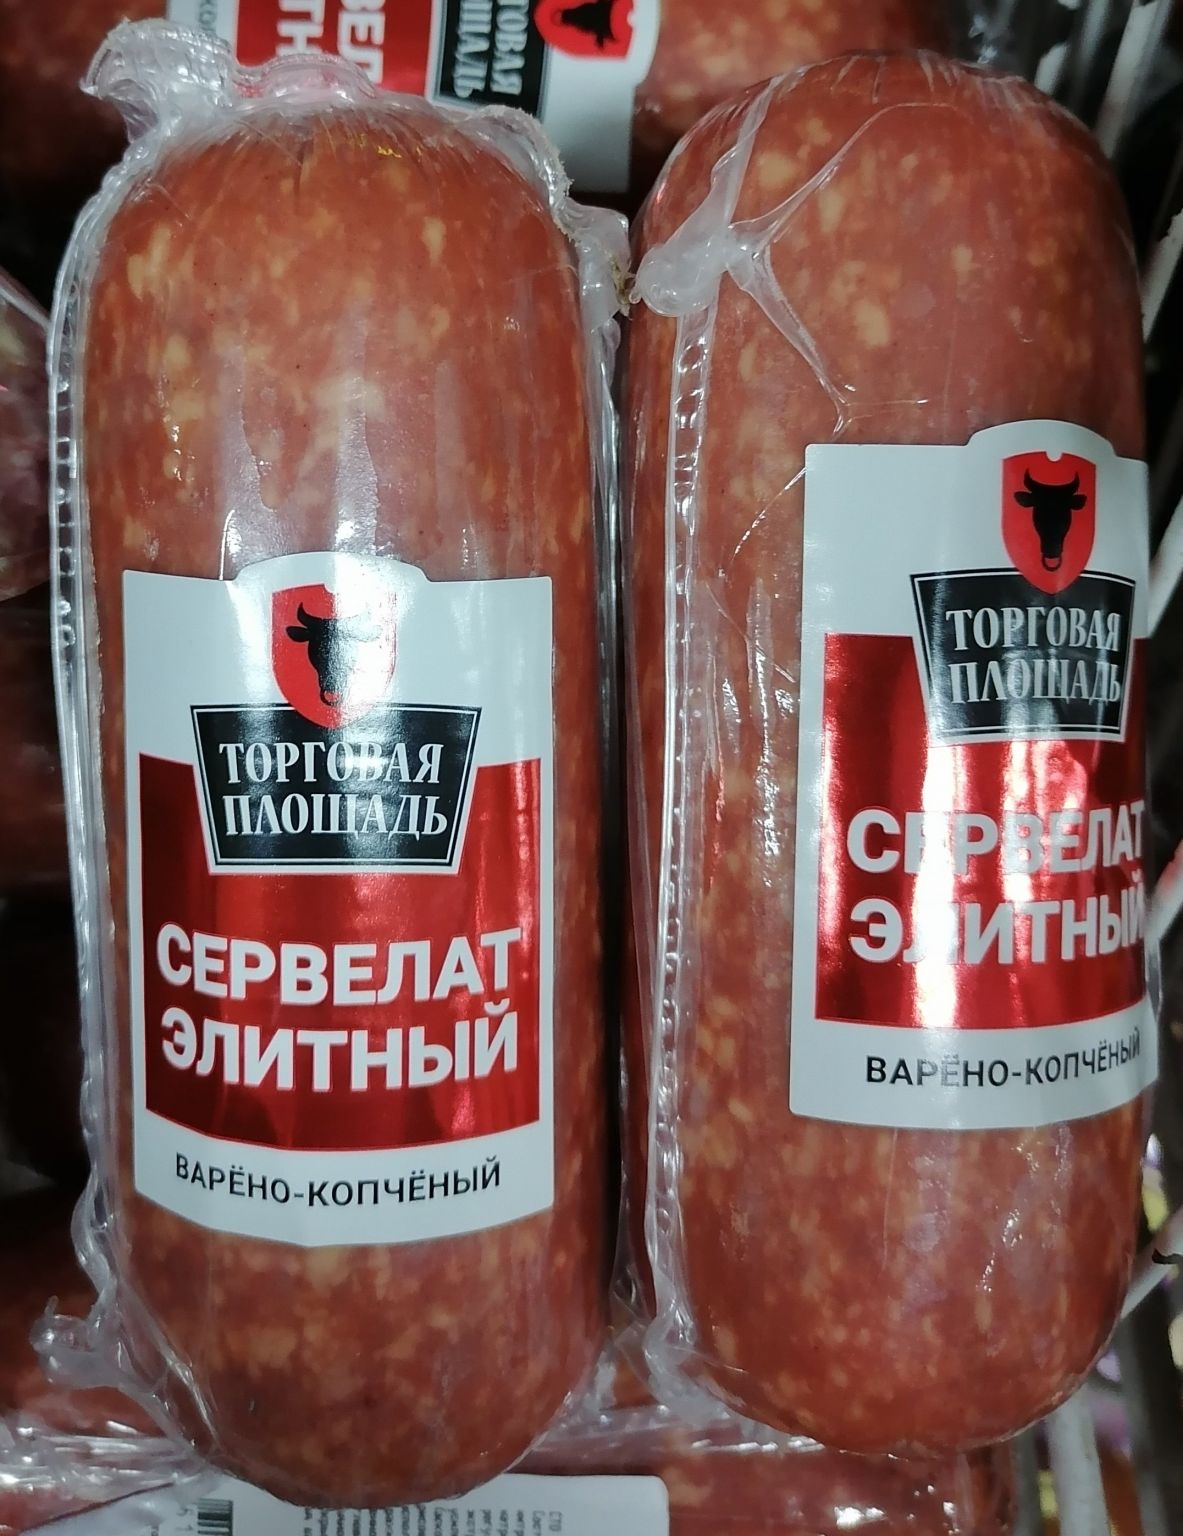 ТОРГОВАЯ
ПЛОЩАДЬ
СЕРВЕЛАТ
ЭЛИТНЫЙ
ВАРЁНО-КОПЧЁНЫЙ
ТОРГОВАЯ
ПЛОЩАДЬ
СЕРВЕЛАТ
ЭЛИТНЫЙ
ВАРЁНО-КОПЧЁНЫЙ